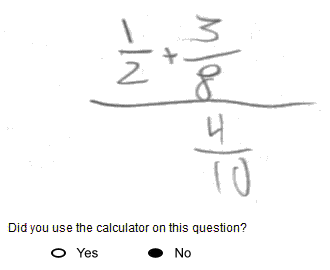 1/2 + 3/8
4/10
Did you use the calculator on this question?
Yes No